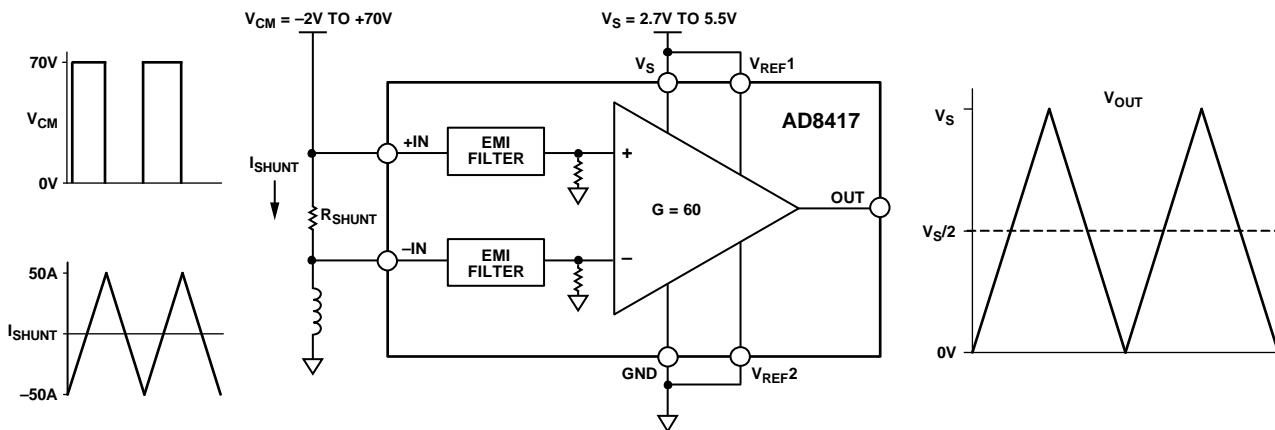 V_CM = –2V TO +70V
V_S = 2.7V TO 5.5V
70V
V_CM
0V
V_S
V_REF1
AD8417
+IN
EMI
FILTER
+
I_SHUNT
R_SHUNT
G = 60
OUT
–IN
EMI
FILTER
–
50A
I_SHUNT
–50A
GND
V_REF2
V_OUT
V_S
V_S/2
0V